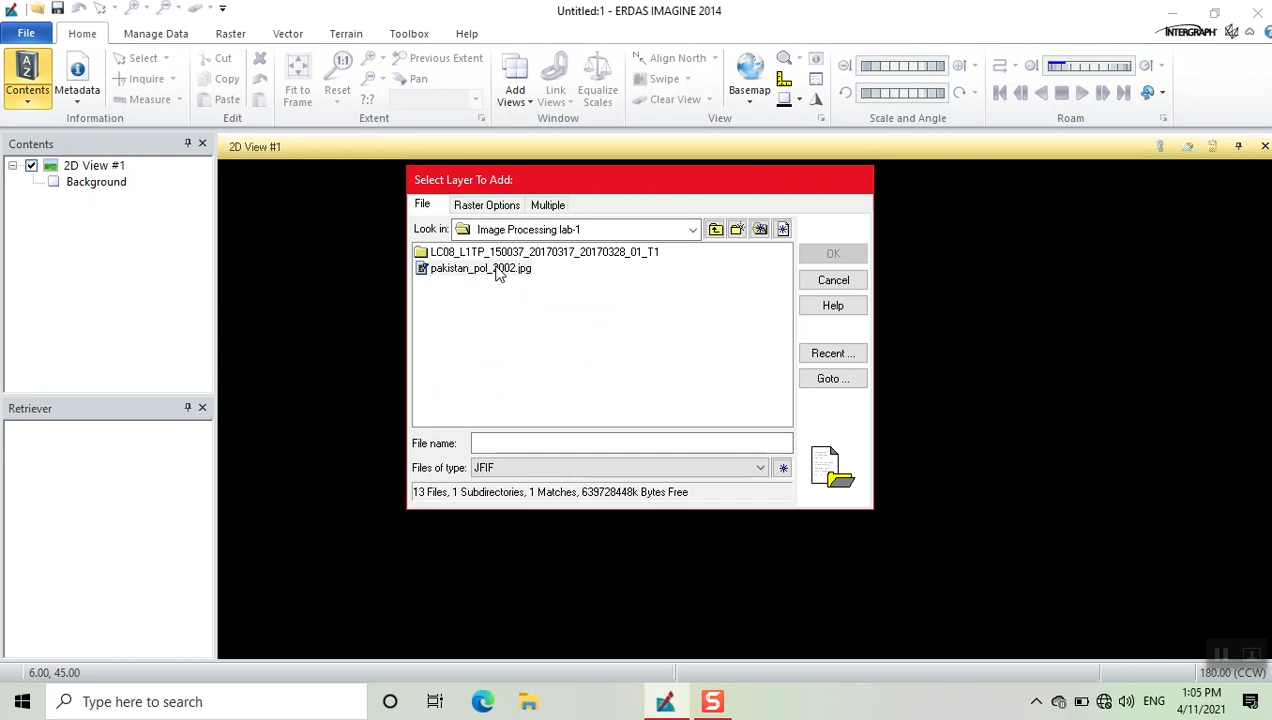 Untitled:1 - ERDAS IMAGINE 2014
File Home Manage Data Raster Vector Terrain Toolbox Help
INTERGRAPH
Contents
Metadata
Select
Inquire
Measure
Information
Cut
Copy
Paste
Edit
Fit to Frame
Reset
1:1
Previous Extent
Pan
?:?
Extent
Add Views
Link Views
Equalize Scales
Window
Align North
Swipe
Clear View
Basemap
View
Scale and Angle
Roam
Contents
2D View #1
Background
Retriever
2D View #1
Select Layer To Add:
File Raster Options Multiple
Look in: Image Processing lab-1
LC08_L1TP_150037_20170317_20170328_01_T1
pakistan_pol_2002.jpg
OK
Cancel
Help
Recent ...
Goto ...
File name:
Files of type: JFIF
13 Files, 1 Subdirectories, 1 Matches, 639728448k Bytes Free
6.00, 45.00
180.00 (CCW)
Type here to search
ENG
1:05 PM
4/11/2021